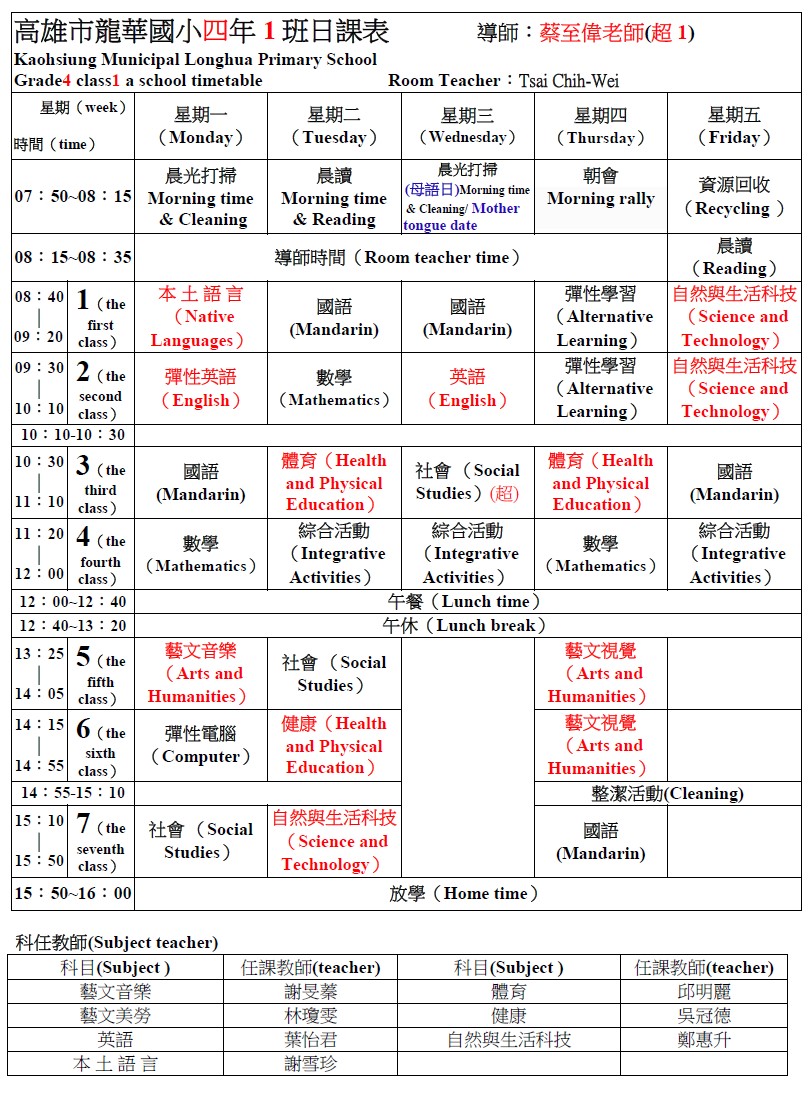 高雄市龍華國小四年 1 班日課表 導師：蔡至偉老師(超 1)
Kaohsiung Municipal Longhua Primary School
Grade4 class1 a school timetable Room Teacher：Tsai Chih-Wei
星期（week）
時間（time）
星期一
（Monday）
星期二
（Tuesday）
星期三
（Wednesday）
星期四
（Thursday）
星期五
（Friday）
07：50~08：15
晨光打掃
Morning time
& Cleaning
晨讀
Morning time
& Reading
晨光打掃
(母語日)Morning time
& Cleaning/ Mother
tongue date
朝會
Morning rally
資源回收
（Recycling ）
08：15~08：35
導師時間（Room teacher time）
晨讀
（Reading）
08：40
|
09：20
1（the
first
class）
本 土 語 言
（Native
Languages）
國語
(Mandarin)
國語
(Mandarin)
彈性學習
（Alternative
Learning）
自然與生活科技
（Science and
Technology）
09：30
|
10：10
2（the
second
class）
彈性英語
（English）
數學
（Mathematics）
英語
（English）
彈性學習
（Alternative
Learning）
自然與生活科技
（Science and
Technology）
10：10-10：30
10：30
|
11：10
3（the
third
class）
國語
(Mandarin)
體育（Health
and Physical
Education）
社會 （Social
Studies）(超)
體育（Health
and Physical
Education）
國語
(Mandarin)
11：20
|
12：00
4（the
fourth
class）
數學
（Mathematics）
綜合活動
（Integrative
Activities）
綜合活動
（Integrative
Activities）
數學
（Mathematics）
綜合活動
（Integrative
Activities）
12：00~12：40
午餐（Lunch time）
12：40~13：20
午休（Lunch break）
13：25
|
14：05
5（the
fifth
class）
藝文音樂
（Arts and
Humanities）
社會 （Social
Studies）
藝文視覺
（Arts and
Humanities）
14：15
|
14：55
6（the
sixth
class）
彈性電腦
（Computer）
健康（Health
and Physical
Education）
藝文視覺
（Arts and
Humanities）
14：55-15：10
整潔活動(Cleaning)
15：10
|
15：50
7（the
seventh
class）
社會 （Social
Studies）
自然與生活科技
（Science and
Technology）
國語
(Mandarin)
15：50~16：00
放學（Home time）
科任教師(Subject teacher)
科目(Subject ) 任課教師(teacher) 科目(Subject ) 任課教師(teacher)
藝文音樂 謝旻蓁 體育 邱明麗
藝文美勞 林瓊雯 健康 吳冠德
英語 葉怡君 自然與生活科技 鄭惠升
本 土 語 言 謝雪珍